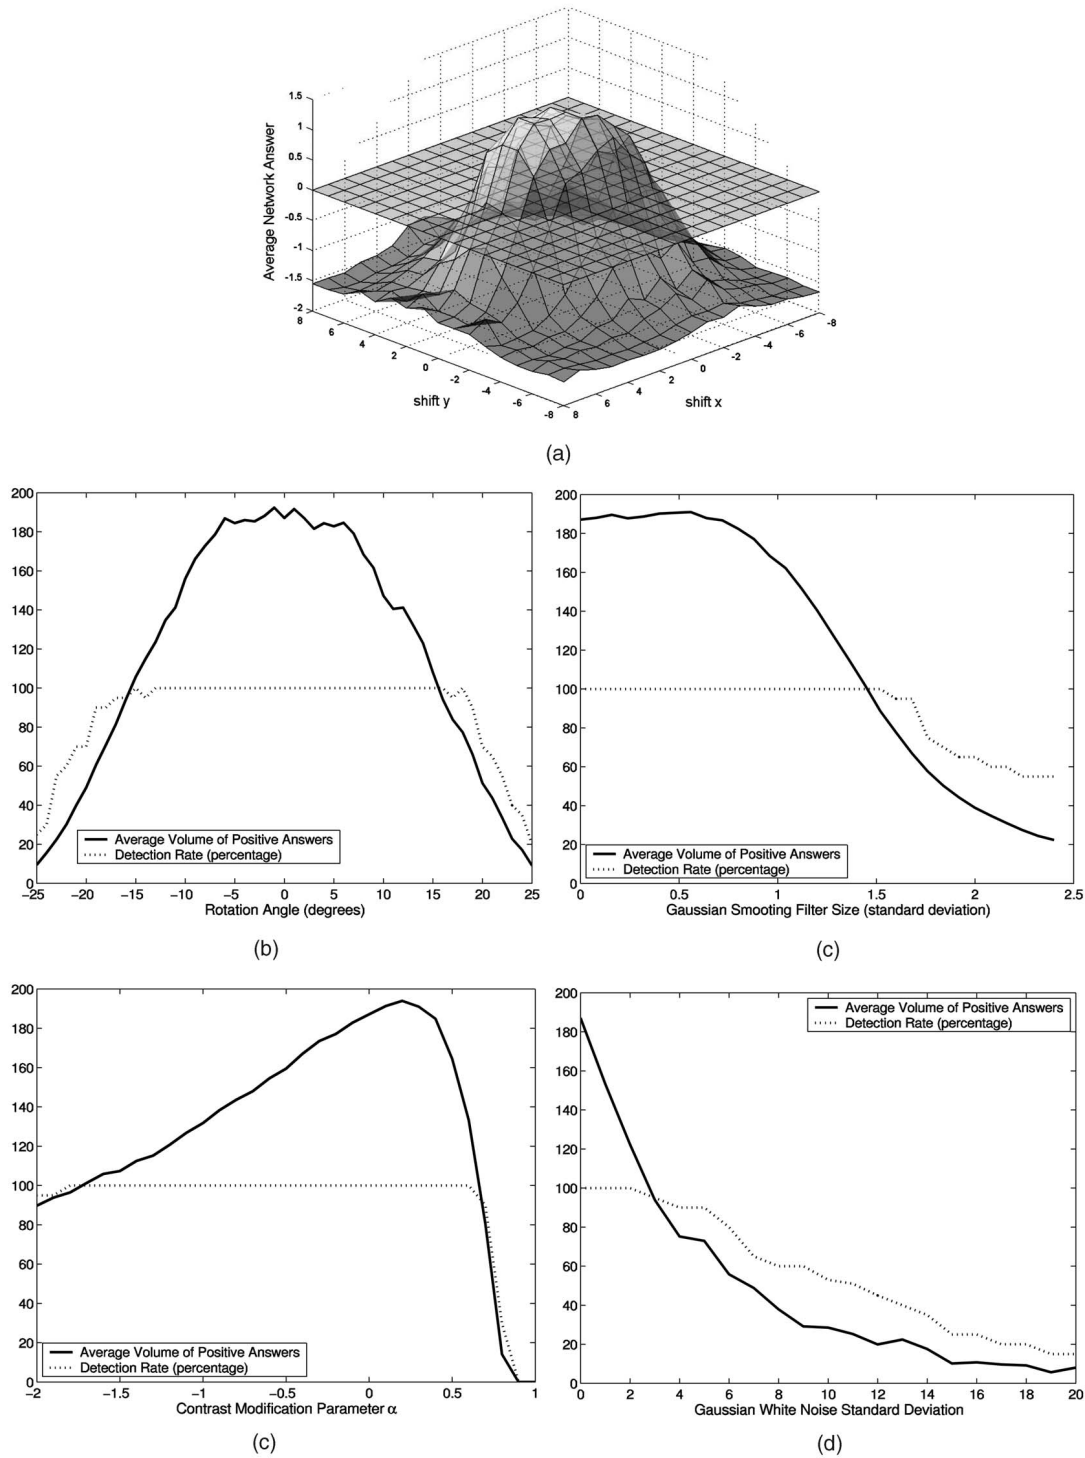 1.5
1
0.5
0
-0.5
-1
-1.5
-2
Average Network Answer
8
6
4
2
0
-2
-4
-6
-8
shift y
8
6
4
2
0
-2
-4
-6
-8
shift x
(a)
200
180
160
140
120
100
80
60
40
20
0
Average Volume of Positive Answers
Detection Rate (percentage)
−25 −20 −15 −10 −5 0 5 10 15 20 25
Rotation Angle (degrees)
(b)
200
180
160
140
120
100
80
60
40
20
0
Average Volume of Positive Answers
Detection Rate (percentage)
0 0.5 1 1.5 2 2.5
Gaussian Smooting Filter Size (standard deviation)
(c)
200
180
160
140
120
100
80
60
40
20
0
Average Volume of Positive Answers
Detection Rate (percentage)
−2 −1.5 −1 −0.5 0 0.5 1
Contrast Modification Parameter α
(c)
200
180
160
140
120
100
80
60
40
20
0
Average Volume of Positive Answers
Detection Rate (percentage)
0 2 4 6 8 10 12 14 16 18 20
Gaussian White Noise Standard Deviation
(d)